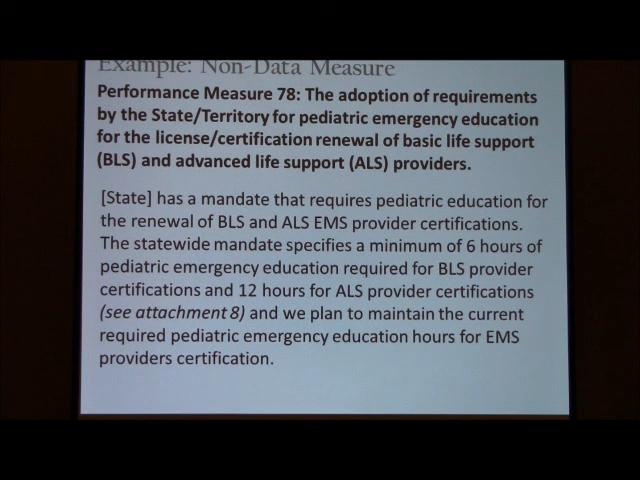 Example: Non-Data Measure
Performance Measure 78: The adoption of requirements
by the State/Territory for pediatric emergency education
for the license/certification renewal of basic life support
(BLS) and advanced life support (ALS) providers.
[State] has a mandate that requires pediatric education for
the renewal of BLS and ALS EMS provider certifications.
The statewide mandate specifies a minimum of 6 hours of
pediatric emergency education required for BLS provider
certifications and 12 hours for ALS provider certifications
(see attachment 8) and we plan to maintain the current
required pediatric emergency education hours for EMS
providers certification.